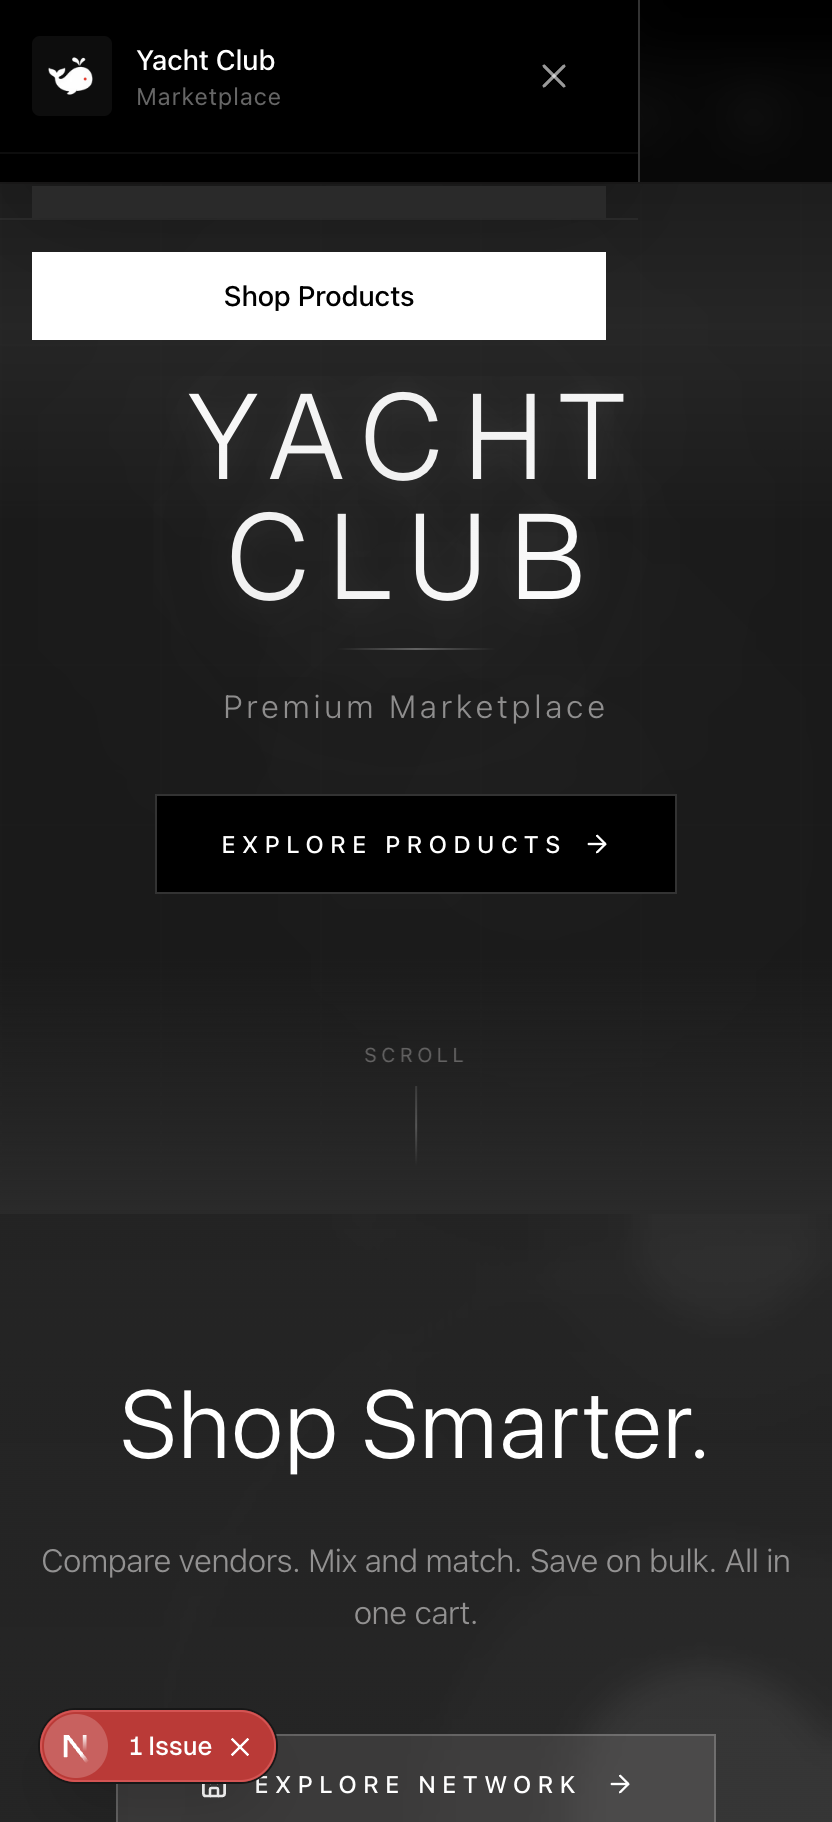 Yacht Club
Marketplace
Shop Products
YACHT
CLUB
Premium Marketplace
EXPLORE PRODUCTS
SCROLL
Shop Smarter.
Compare vendors. Mix and match. Save on bulk. All in
one cart.
1 Issue
EXPLORE NETWORK